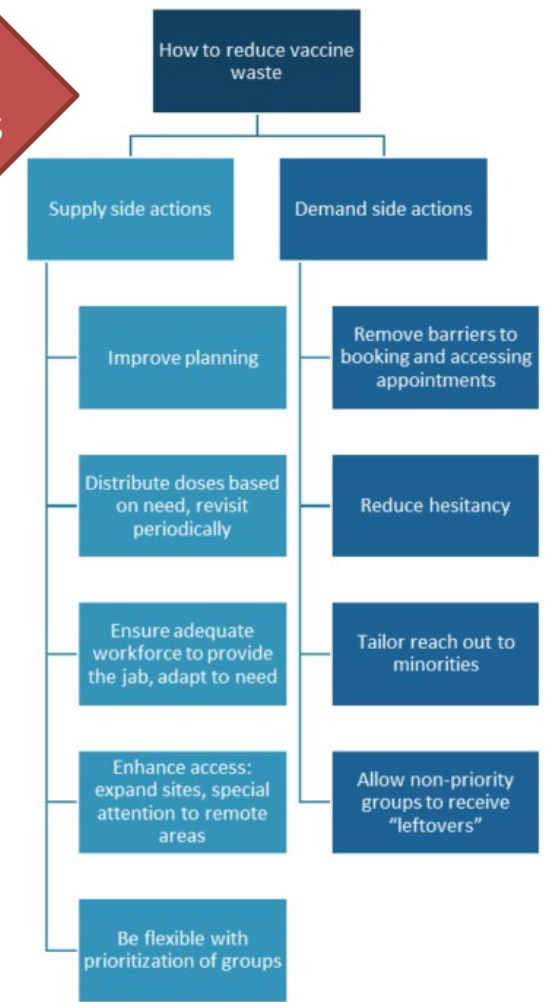 How to reduce vaccine
waste
Supply side actions
Demand side actions
Improve planning
Distribute doses based
on need, revisit
periodically
Ensure adequate
workforce to provide
the jab, adapt to need
Enhance access:
expand sites, special
attention to remote
areas
Be flexible with
prioritization of groups
Remove barriers to
booking and accessing
appointments
Reduce hesitancy
Tailor reach out to
minorities
Allow non-priority
groups to receive
"leftovers"